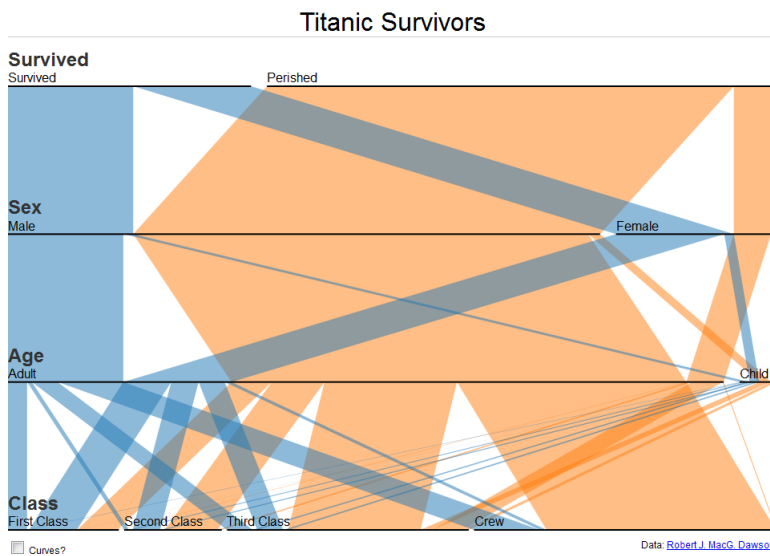 Titanic Survivors
Survived
Survived Perished
Sex
Male Female
Age
Adult Child
Class
First Class Second Class Third Class Crew
Curves? Data: Robert J. MacG. Dawso